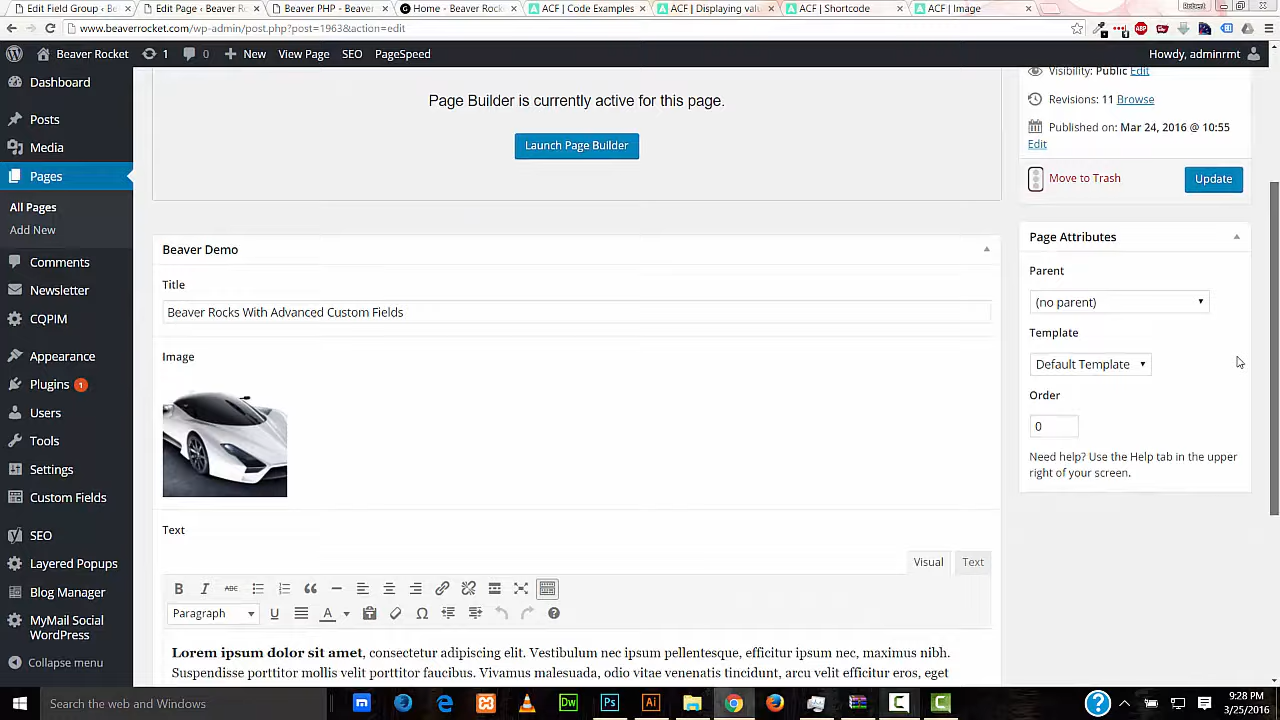 Edit Field Group ‹ Be
Edit Page ‹ Beaver R
Beaver PHP - Beaver
Home - Beaver Rock
ACF | Code Examples
ACF | Displaying val
ACF | Shortcode
ACF | Image
www.beaverrocket.com/wp-admin/post.php?post=1963&action=edit
Beaver Rocket
1
0
New
View Page
SEO
PageSpeed
Howdy, adminrmt
Dashboard
Posts
Media
Pages
All Pages
Add New
Comments
Newsletter
CQPIM
Appearance
Plugins 1
Users
Tools
Settings
Custom Fields
SEO
Layered Popups
Blog Manager
MyMail Social
WordPress
Collapse menu
Page Builder is currently active for this page.
Launch Page Builder
Beaver Demo
Title
Beaver Rocks With Advanced Custom Fields
Image
Text
Visual
Text
B I ABC
Paragraph
U A Ω
Lorem ipsum dolor sit amet, consectetur adipiscing elit. Vestibulum nec ipsum pellentesque, efficitur ipsum nec, maximus nibh.
Suspendisse porttitor mollis velit porttitor faucibus. Vivamus malesuada, odio vitae venenatis tincidunt, arcu velit efficitur eros, eget
Visibility: Public Edit
Revisions: 11 Browse
Published on: Mar 24, 2016 @ 10:55
Edit
Move to Trash
Update
Page Attributes
Parent
(no parent)
Template
Default Template
Order
0
Need help? Use the Help tab in the upper
right of your screen.
Search the web and Windows
Dw
Ps
Ai
9:28 PM
3/25/2016